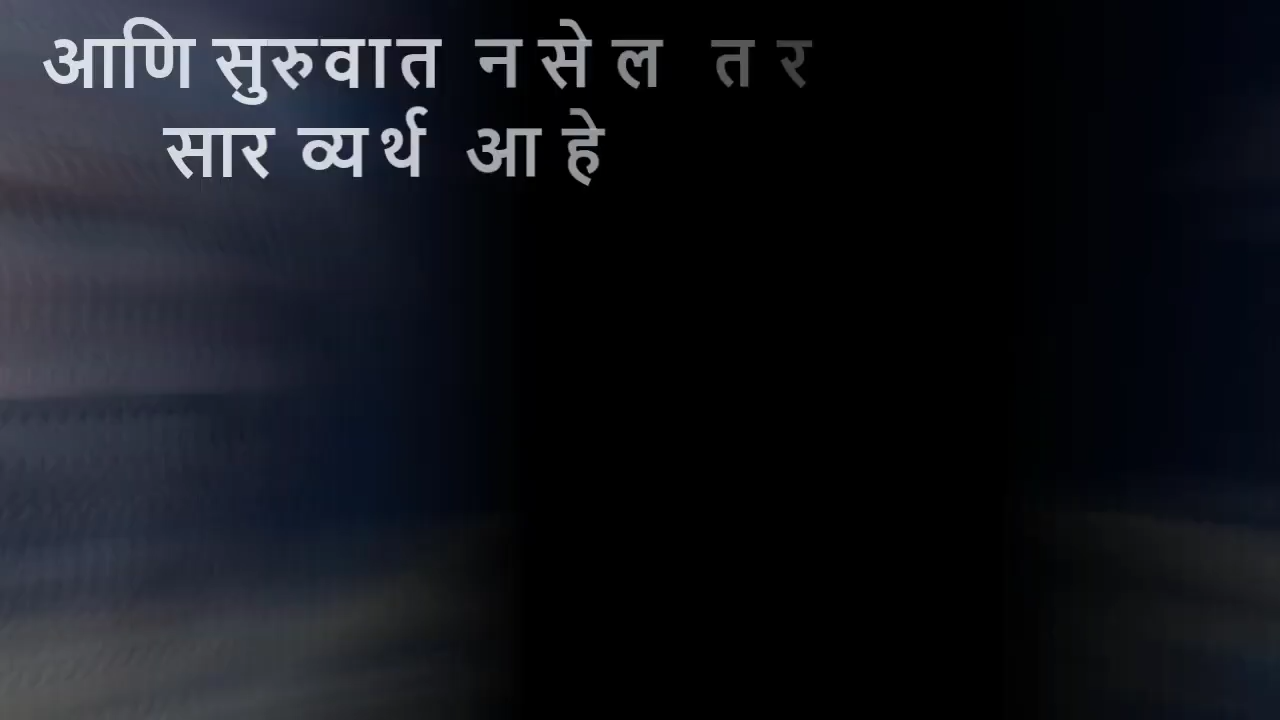 आणि सुरुवात नसेल तर
सार व्यर्थ आहे